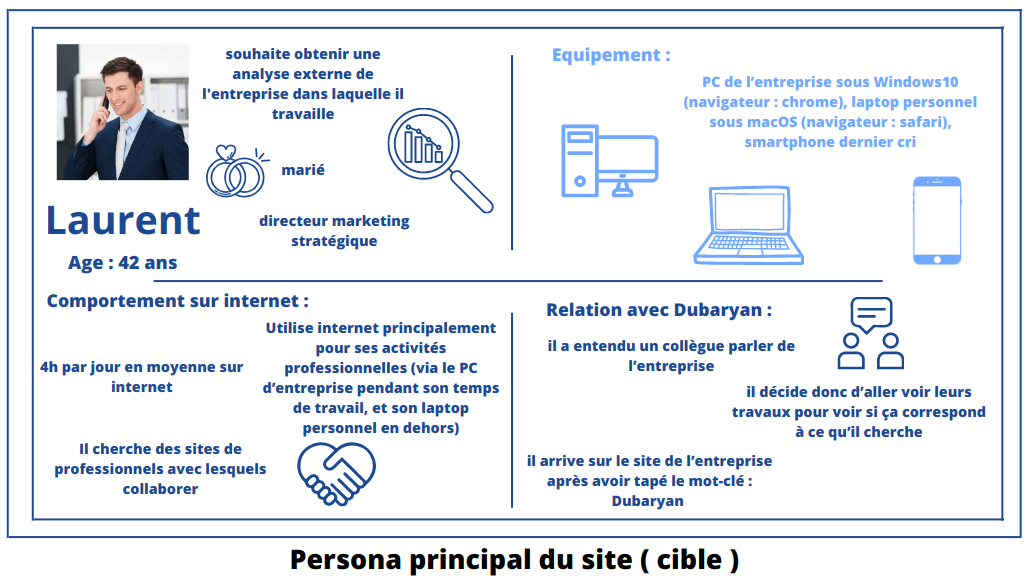 souhaite obtenir une
analyse externe de
l'entreprise dans laquelle il
travaille
marié
directeur marketing
stratégique
Laurent
Age : 42 ans
Equipement :
PC de l’entreprise sous Windows10
(navigateur : chrome), laptop personnel
sous macOS (navigateur : safari),
smartphone dernier cri
Comportement sur internet :
4h par jour en moyenne sur
internet
Utilise internet principalement
pour ses activités
professionnelles (via le PC
d’entreprise pendant son temps
de travail, et son laptop
personnel en dehors)
Il cherche des sites de
professionnels avec lesquels
collaborer
Relation avec Dubaryan :
il a entendu un collègue parler de
l’entreprise
il décide donc d’aller voir leurs
travaux pour voir si ça correspond
à ce qu’il cherche
il arrive sur le site de l’entreprise
après avoir tapé le mot-clé :
Dubaryan
Persona principal du site ( cible )